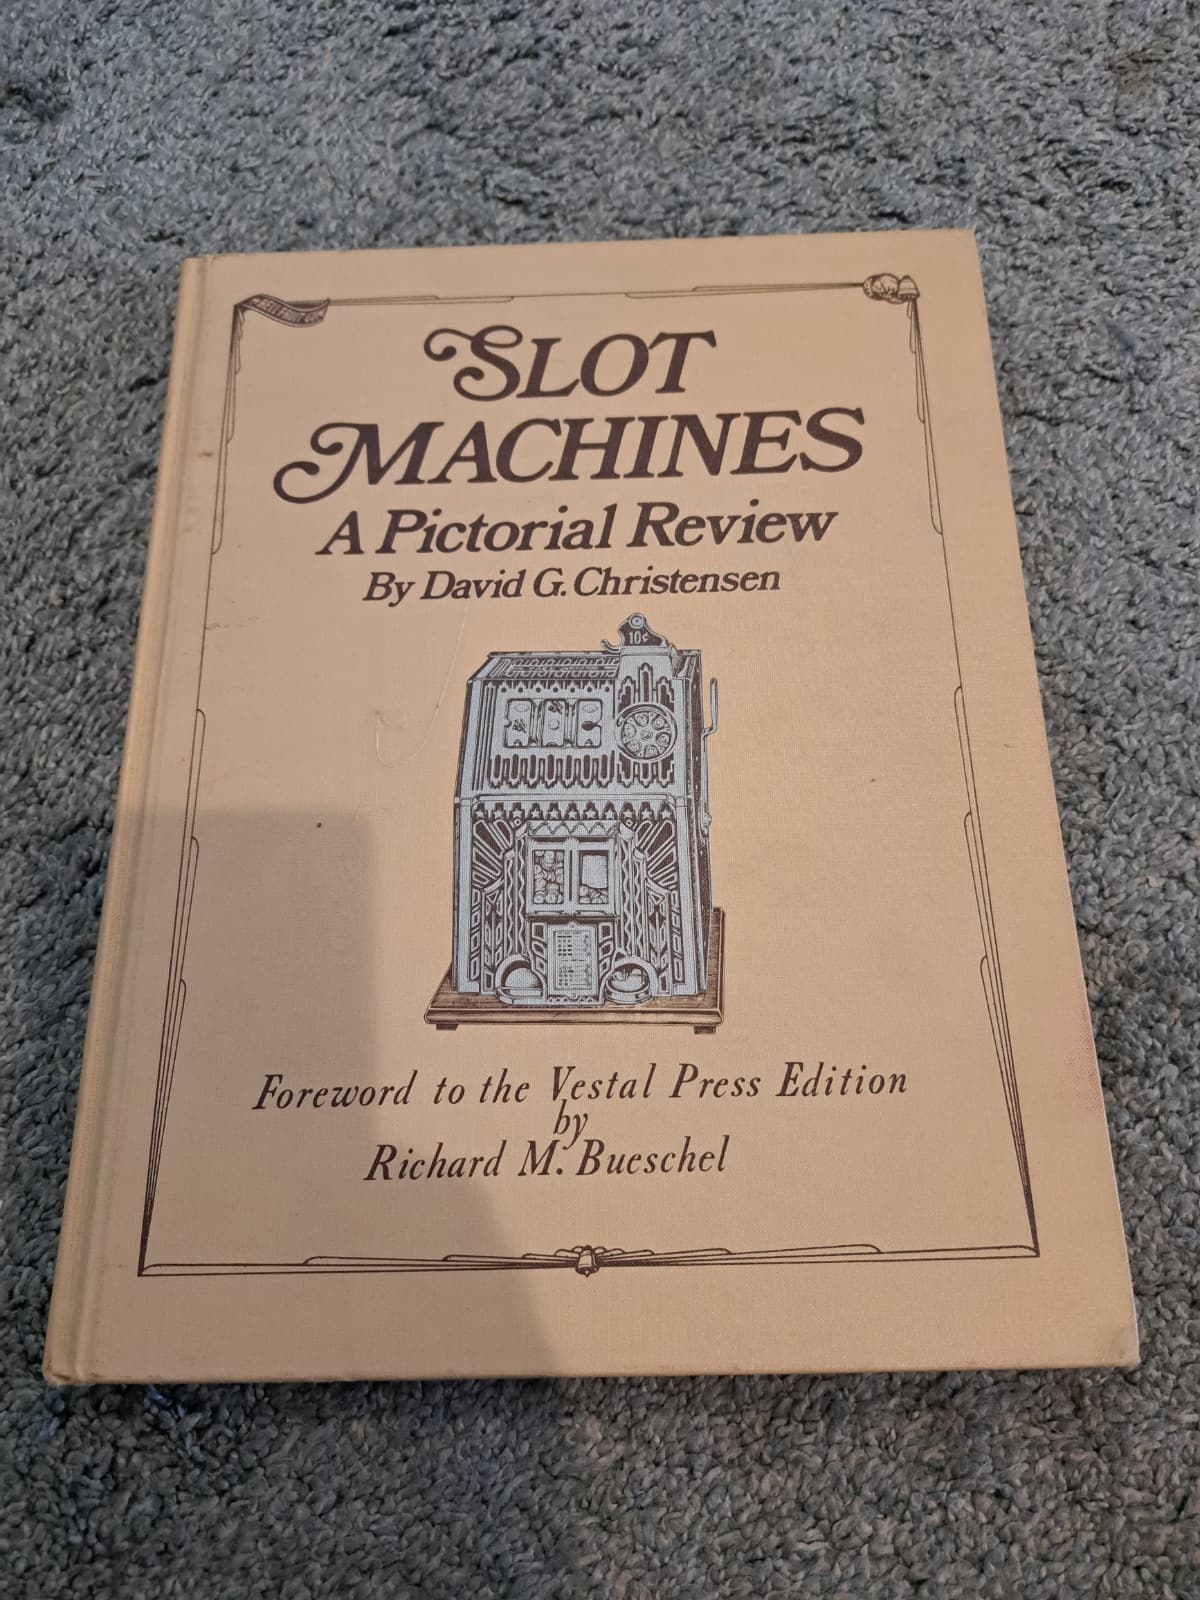 SLOT
MACHINES
A Pictorial Review
By David G. Christensen
10¢
Foreword to the Vestal Press Edition
by
Richard M. Bueschel